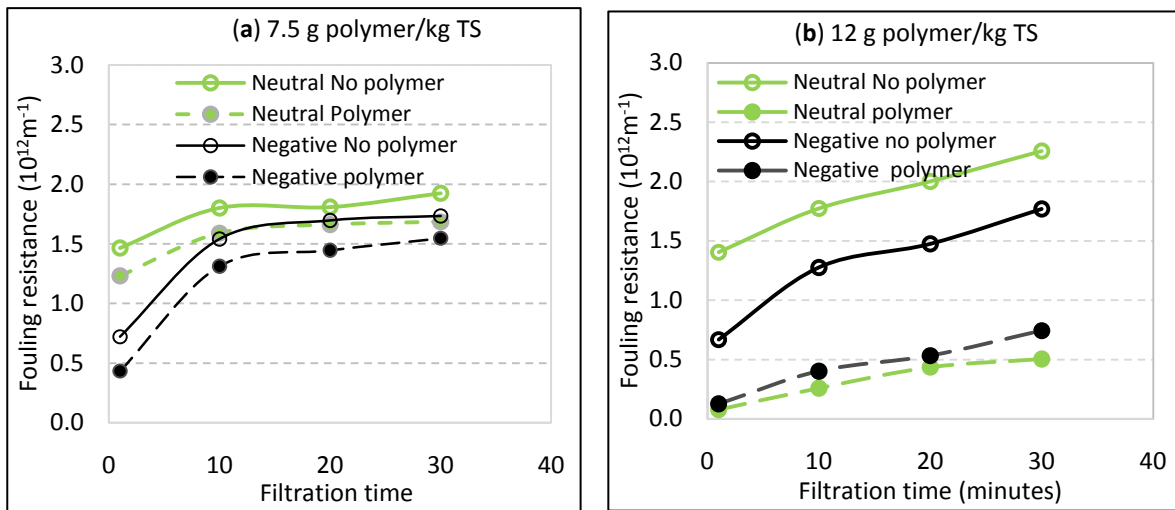 (a) 7.5 g polymer/kg TS
Fouling resistance (10¹²m⁻¹)
3.0
2.5
2.0
1.5
1.0
0.5
0.0
Neutral No polymer
Neutral Polymer
Negative No polymer
Negative polymer
0 10 20 30 40
Filtration time
(b) 12 g polymer/kg TS
Fouling resistance (10¹²m⁻¹)
3.0
2.5
2.0
1.5
1.0
0.5
0.0
Neutral No polymer
Neutral polymer
Negative no polymer
Negative polymer
0 10 20 30 40
Filtration time (minutes)